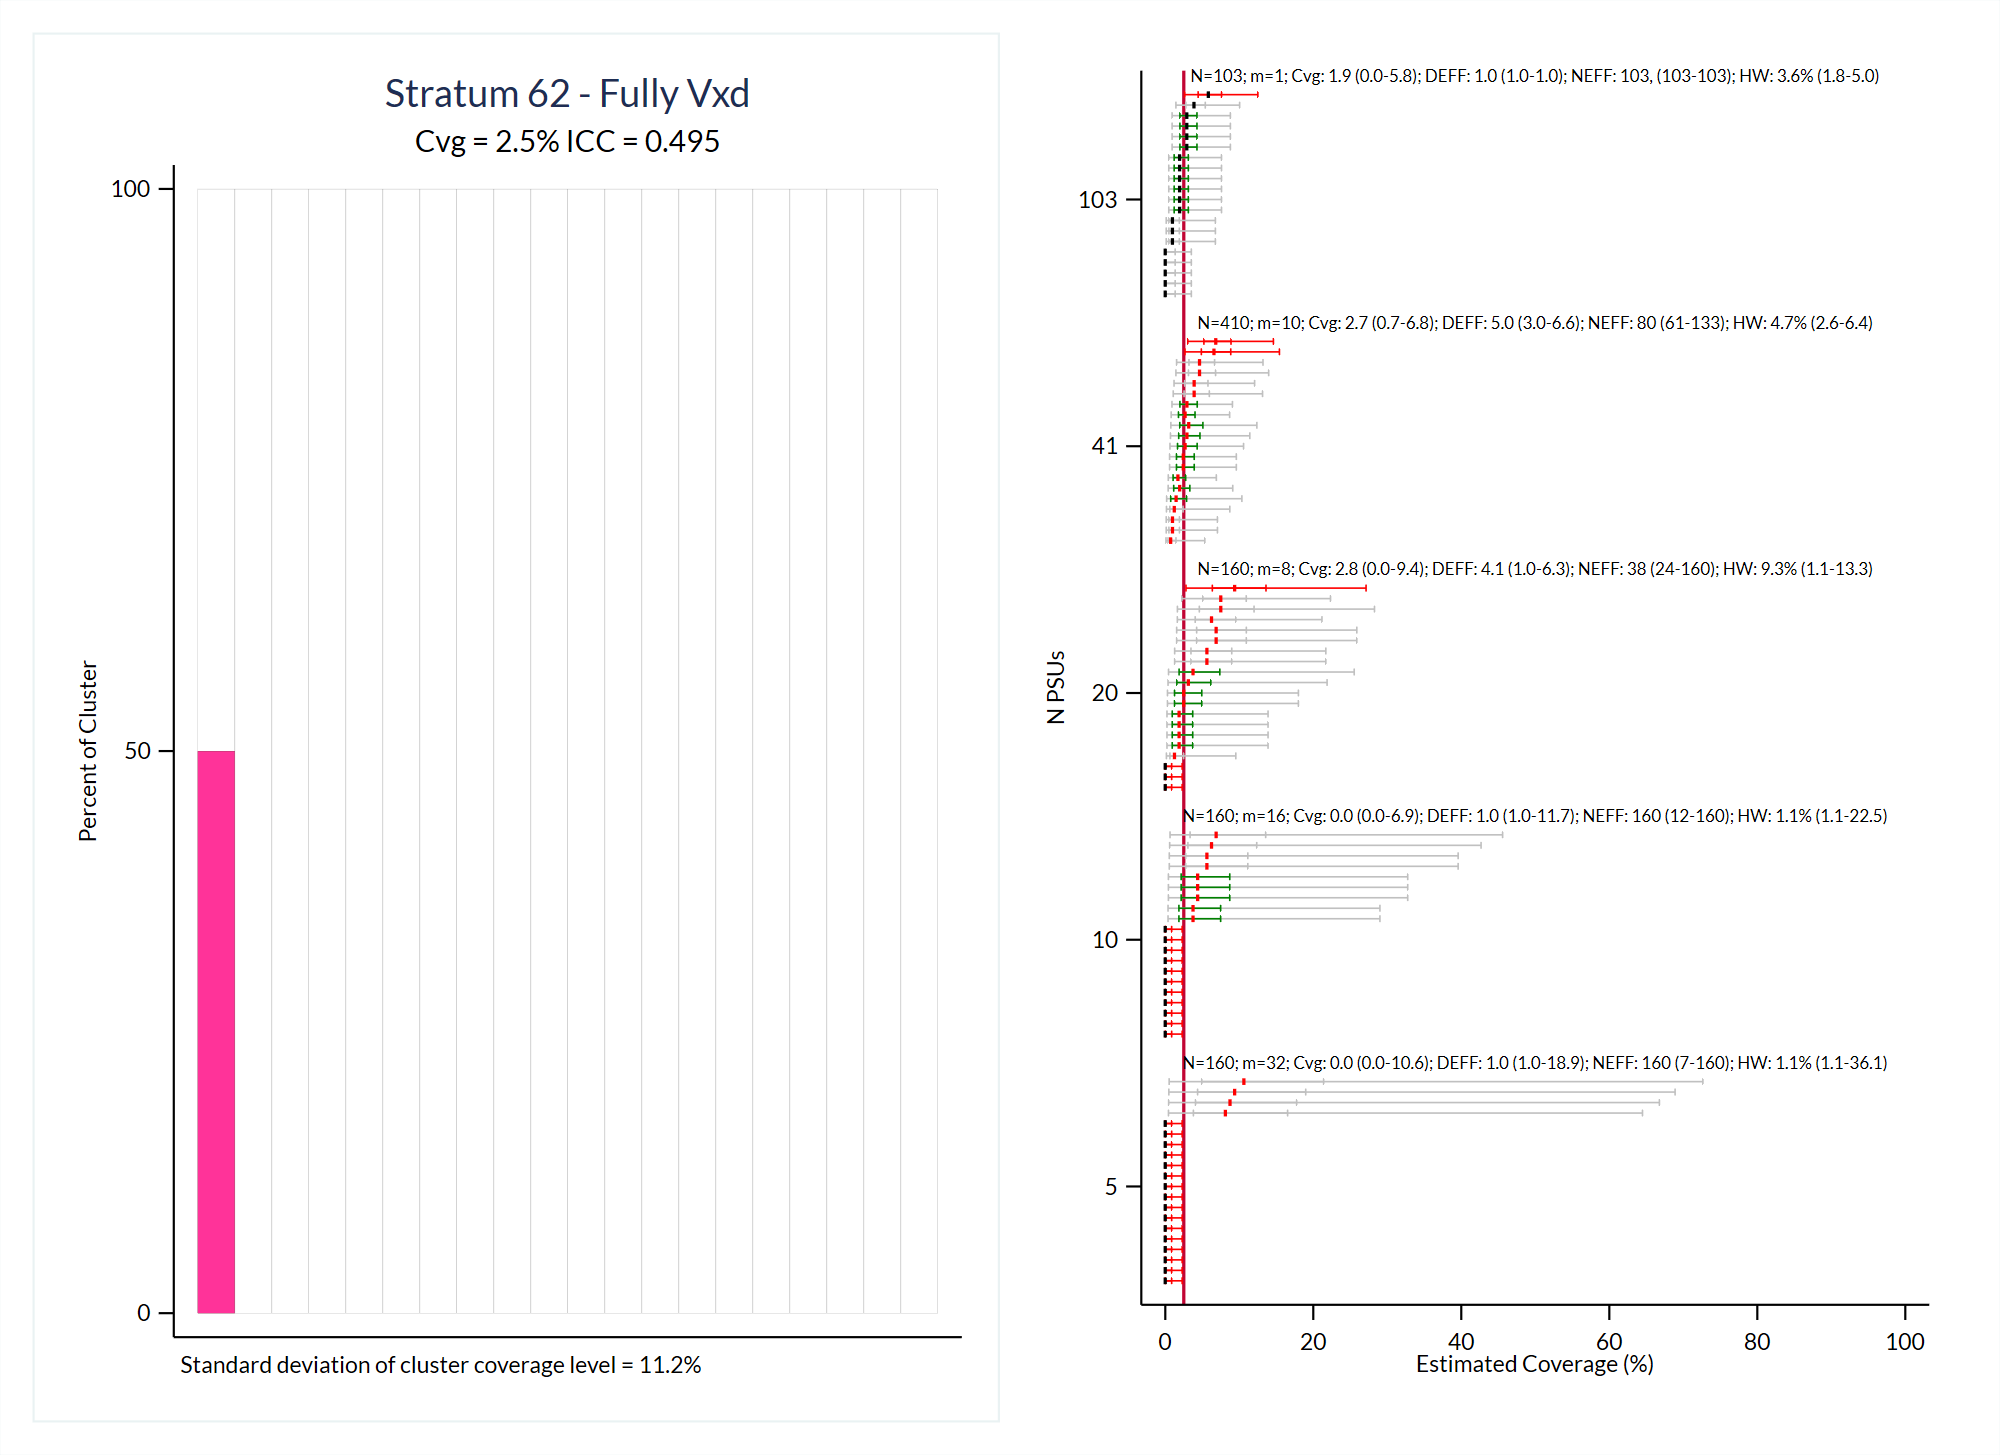 Stratum 62 - Fully Vxd
Cvg = 2.5% ICC = 0.495
100
50
0
Percent of Cluster
Standard deviation of cluster coverage level = 11.2%
N=103; m=1; Cvg: 1.9 (0.0-5.8); DEFF: 1.0 (1.0-1.0); NEFF: 103, (103-103); HW: 3.6% (1.8-5.0)
103
N=410; m=10; Cvg: 2.7 (0.7-6.8); DEFF: 5.0 (3.0-6.6); NEFF: 80 (61-133); HW: 4.7% (2.6-6.4)
41
N=160; m=8; Cvg: 2.8 (0.0-9.4); DEFF: 4.1 (1.0-6.3); NEFF: 38 (24-160); HW: 9.3% (1.1-13.3)
N PSUs
20
N=160; m=16; Cvg: 0.0 (0.0-6.9); DEFF: 1.0 (1.0-11.7); NEFF: 160 (12-160); HW: 1.1% (1.1-22.5)
10
N=160; m=32; Cvg: 0.0 (0.0-10.6); DEFF: 1.0 (1.0-18.9); NEFF: 160 (7-160); HW: 1.1% (1.1-36.1)
5
0 20 40 60 80 100
Estimated Coverage (%)